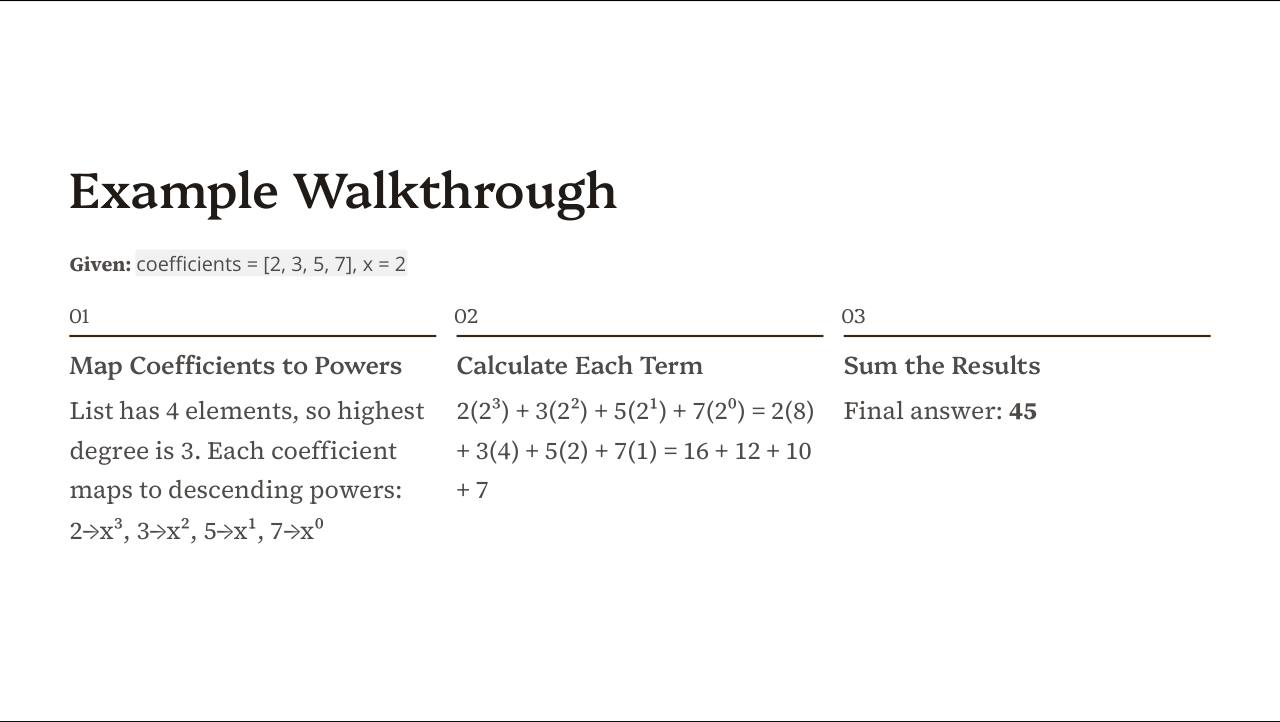 Example Walkthrough
Given: coefficients = [2, 3, 5, 7], x = 2
01
Map Coefficients to Powers
List has 4 elements, so highest
degree is 3. Each coefficient
maps to descending powers:
2→x³, 3→x², 5→x¹, 7→x⁰
02
Calculate Each Term
2(2³) + 3(2²) + 5(2¹) + 7(2⁰) = 2(8)
+ 3(4) + 5(2) + 7(1) = 16 + 12 + 10
+ 7
03
Sum the Results
Final answer: 45